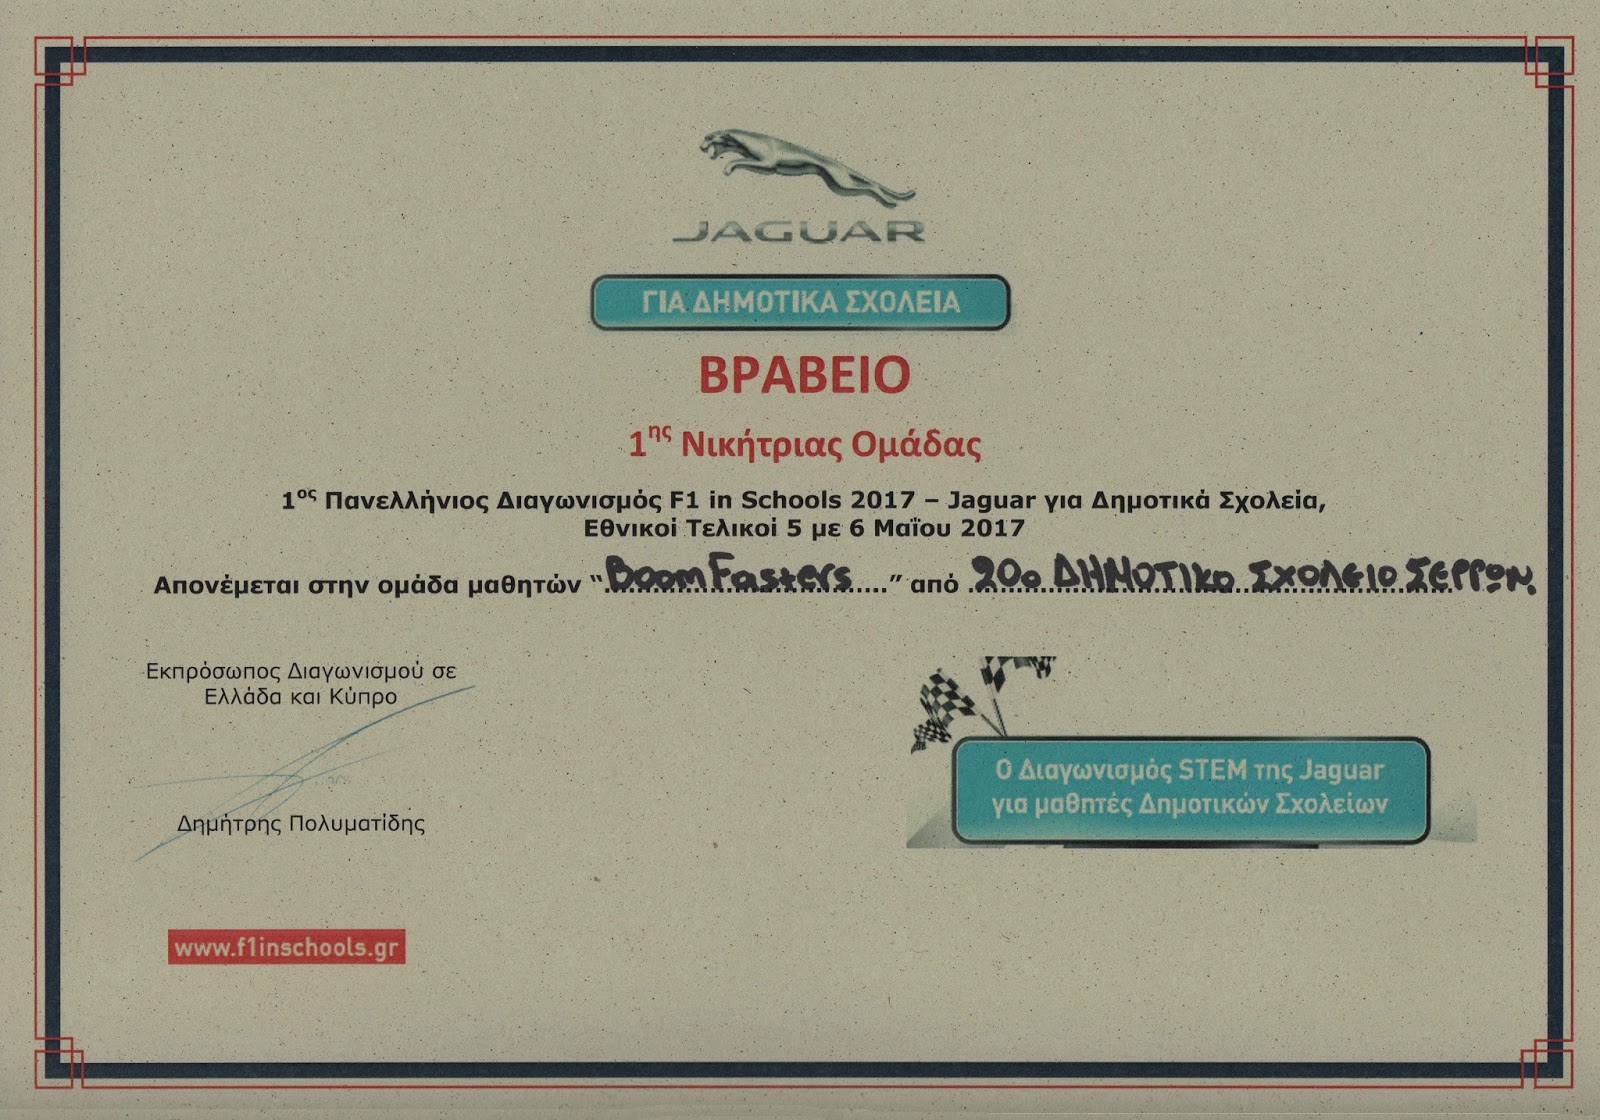 JAGUAR
ΓΙΑ ΔΗΜΟΤΙΚΑ ΣΧΟΛΕΙΑ
ΒΡΑΒΕΙΟ
1ης Νικήτριας Ομάδας
1ος Πανελλήνιος Διαγωνισμός F1 in Schools 2017 – Jaguar για Δημοτικά Σχολεία,
Εθνικοί Τελικοί 5 με 6 Μαΐου 2017
Απονέμεται στην ομάδα μαθητών “Boom Fasters....” από 20ο ΔΗΜΟΤΙΚΟ ΣΧΟΛΕΙΟ ΣΕΡΡΩΝ.
Εκπρόσωπος Διαγωνισμού σε
Ελλάδα και Κύπρο
Δημήτρης Πολυματίδης
Ο Διαγωνισμός STEM της Jaguar
για μαθητές Δημοτικών Σχολείων
www.f1inschools.gr